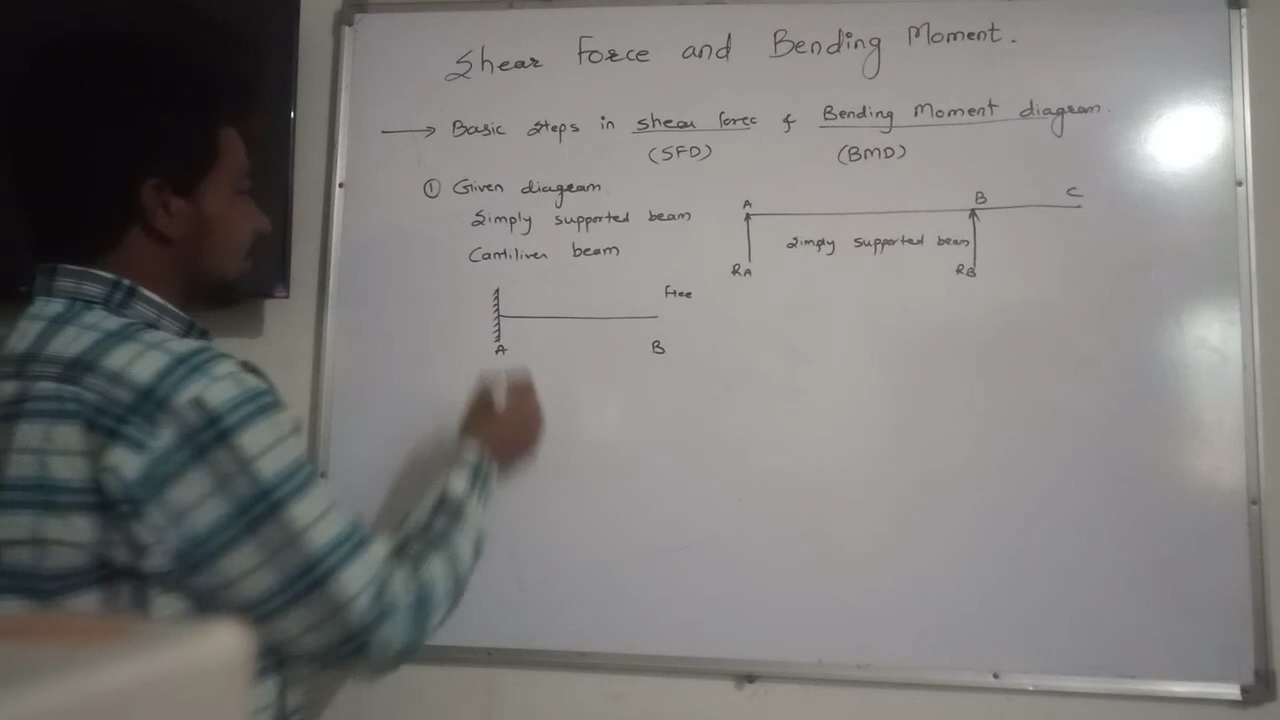 Shear Force and Bending Moment.
→ Basic Steps in shear force & Bending Moment diagram.
(SFD) (BMD)
① Given diagram
Simply supported beam
Cantiliver beam
A B C
Simply supported beam
RA RB
free
A B